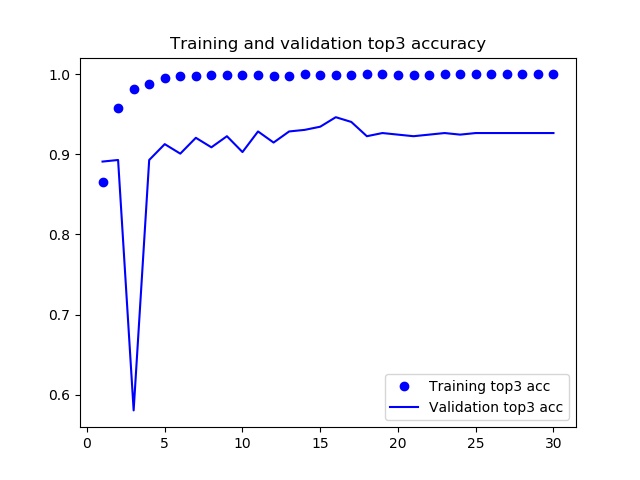 Training and validation top3 accuracy
1.0
0.9
0.8
0.7
0.6
0 5 10 15 20 25 30
Training top3 acc
Validation top3 acc